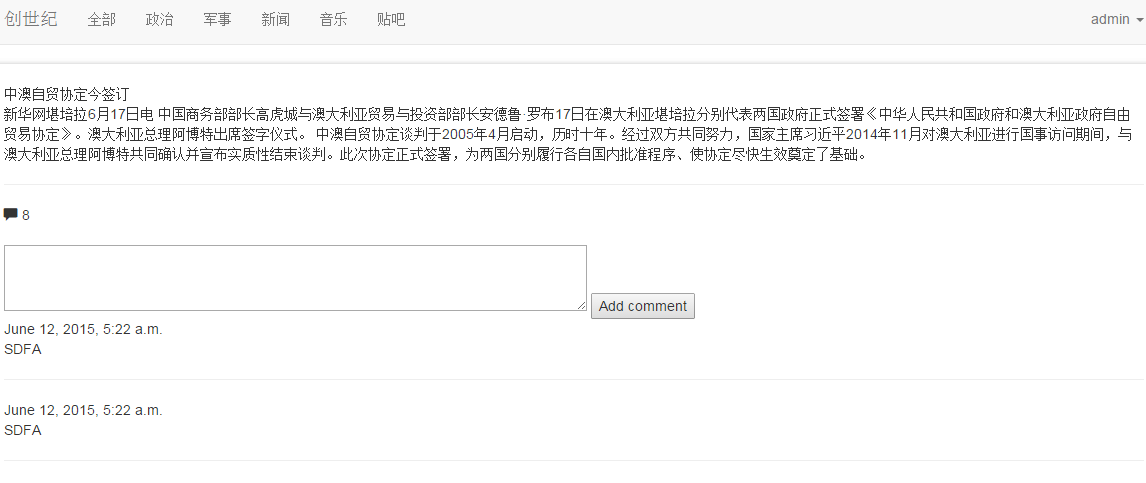 创世纪 全部 政治 军事 新闻 音乐 贴吧 admin
中澳自贸协定今签订
新华网堪培拉6月17日电 中国商务部部长高虎城与澳大利亚贸易与投资部部长安德鲁·罗布17日在澳大利亚堪培拉分别代表两国政府正式签署《中华人民共和国政府和澳大利亚政府自由
贸易协定》。澳大利亚总理阿博特出席签字仪式。 中澳自贸协定谈判于2005年4月启动，历时十年。经过双方共同努力，国家主席习近平2014年11月对澳大利亚进行国事访问期间，与
澳大利亚总理阿博特共同确认并宣布实质性结束谈判。此次协定正式签署，为两国分别履行各自国内批准程序、使协定尽快生效奠定了基础。
8
Add comment
June 12, 2015, 5:22 a.m.
SDFA
June 12, 2015, 5:22 a.m.
SDFA